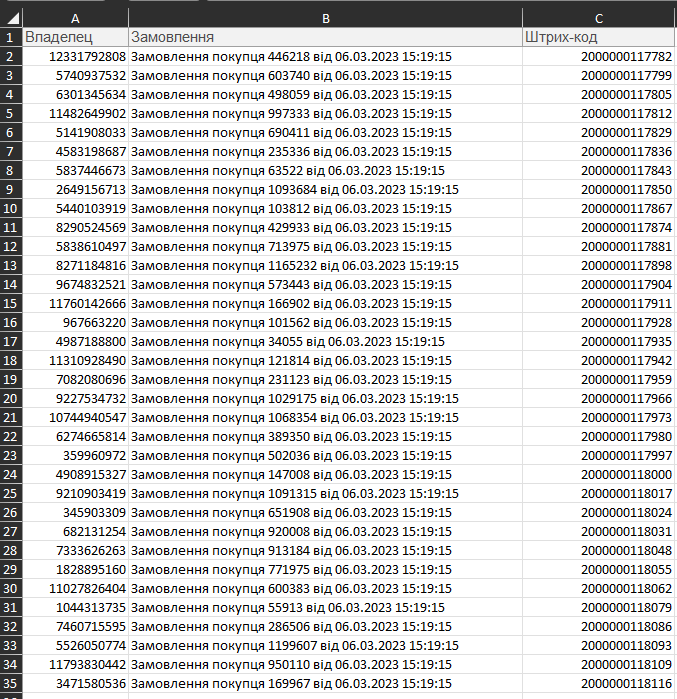 A B C
1 Владелец Замовлення Штрих-код
2 12331792808 Замовлення покупця 446218 від 06.03.2023 15:19:15 2000000117782
3 5740937532 Замовлення покупця 603740 від 06.03.2023 15:19:15 2000000117799
4 6301345634 Замовлення покупця 498059 від 06.03.2023 15:19:15 2000000117805
5 11482649902 Замовлення покупця 997333 від 06.03.2023 15:19:15 2000000117812
6 5141908033 Замовлення покупця 690411 від 06.03.2023 15:19:15 2000000117829
7 4583198687 Замовлення покупця 235336 від 06.03.2023 15:19:15 2000000117836
8 5837446673 Замовлення покупця 63522 від 06.03.2023 15:19:15 2000000117843
9 2649156713 Замовлення покупця 1093684 від 06.03.2023 15:19:15 2000000117850
10 5440103919 Замовлення покупця 103812 від 06.03.2023 15:19:15 2000000117867
11 8290524569 Замовлення покупця 429933 від 06.03.2023 15:19:15 2000000117874
12 5838610497 Замовлення покупця 713975 від 06.03.2023 15:19:15 2000000117881
13 8271184816 Замовлення покупця 1165232 від 06.03.2023 15:19:15 2000000117898
14 9674832521 Замовлення покупця 573443 від 06.03.2023 15:19:15 2000000117904
15 11760142666 Замовлення покупця 166902 від 06.03.2023 15:19:15 2000000117911
16 967663220 Замовлення покупця 101562 від 06.03.2023 15:19:15 2000000117928
17 4987188800 Замовлення покупця 34055 від 06.03.2023 15:19:15 2000000117935
18 11310928490 Замовлення покупця 121814 від 06.03.2023 15:19:15 2000000117942
19 7082080696 Замовлення покупця 231123 від 06.03.2023 15:19:15 2000000117959
20 9227534732 Замовлення покупця 1029175 від 06.03.2023 15:19:15 2000000117966
21 10744940547 Замовлення покупця 1068354 від 06.03.2023 15:19:15 2000000117973
22 6274665814 Замовлення покупця 389350 від 06.03.2023 15:19:15 2000000117980
23 359960972 Замовлення покупця 502036 від 06.03.2023 15:19:15 2000000117997
24 4908915327 Замовлення покупця 147008 від 06.03.2023 15:19:15 2000000118000
25 9210903419 Замовлення покупця 1091315 від 06.03.2023 15:19:15 2000000118017
26 345903309 Замовлення покупця 651908 від 06.03.2023 15:19:15 2000000118024
27 682131254 Замовлення покупця 920008 від 06.03.2023 15:19:15 2000000118031
28 7333626263 Замовлення покупця 913184 від 06.03.2023 15:19:15 2000000118048
29 1828895160 Замовлення покупця 771975 від 06.03.2023 15:19:15 2000000118055
30 11027826404 Замовлення покупця 600383 від 06.03.2023 15:19:15 2000000118062
31 1044313735 Замовлення покупця 55913 від 06.03.2023 15:19:15 2000000118079
32 7460715595 Замовлення покупця 286506 від 06.03.2023 15:19:15 2000000118086
33 5526050774 Замовлення покупця 1199607 від 06.03.2023 15:19:15 2000000118093
34 11793830442 Замовлення покупця 950110 від 06.03.2023 15:19:15 2000000118109
35 3471580536 Замовлення покупця 169967 від 06.03.2023 15:19:15 2000000118116